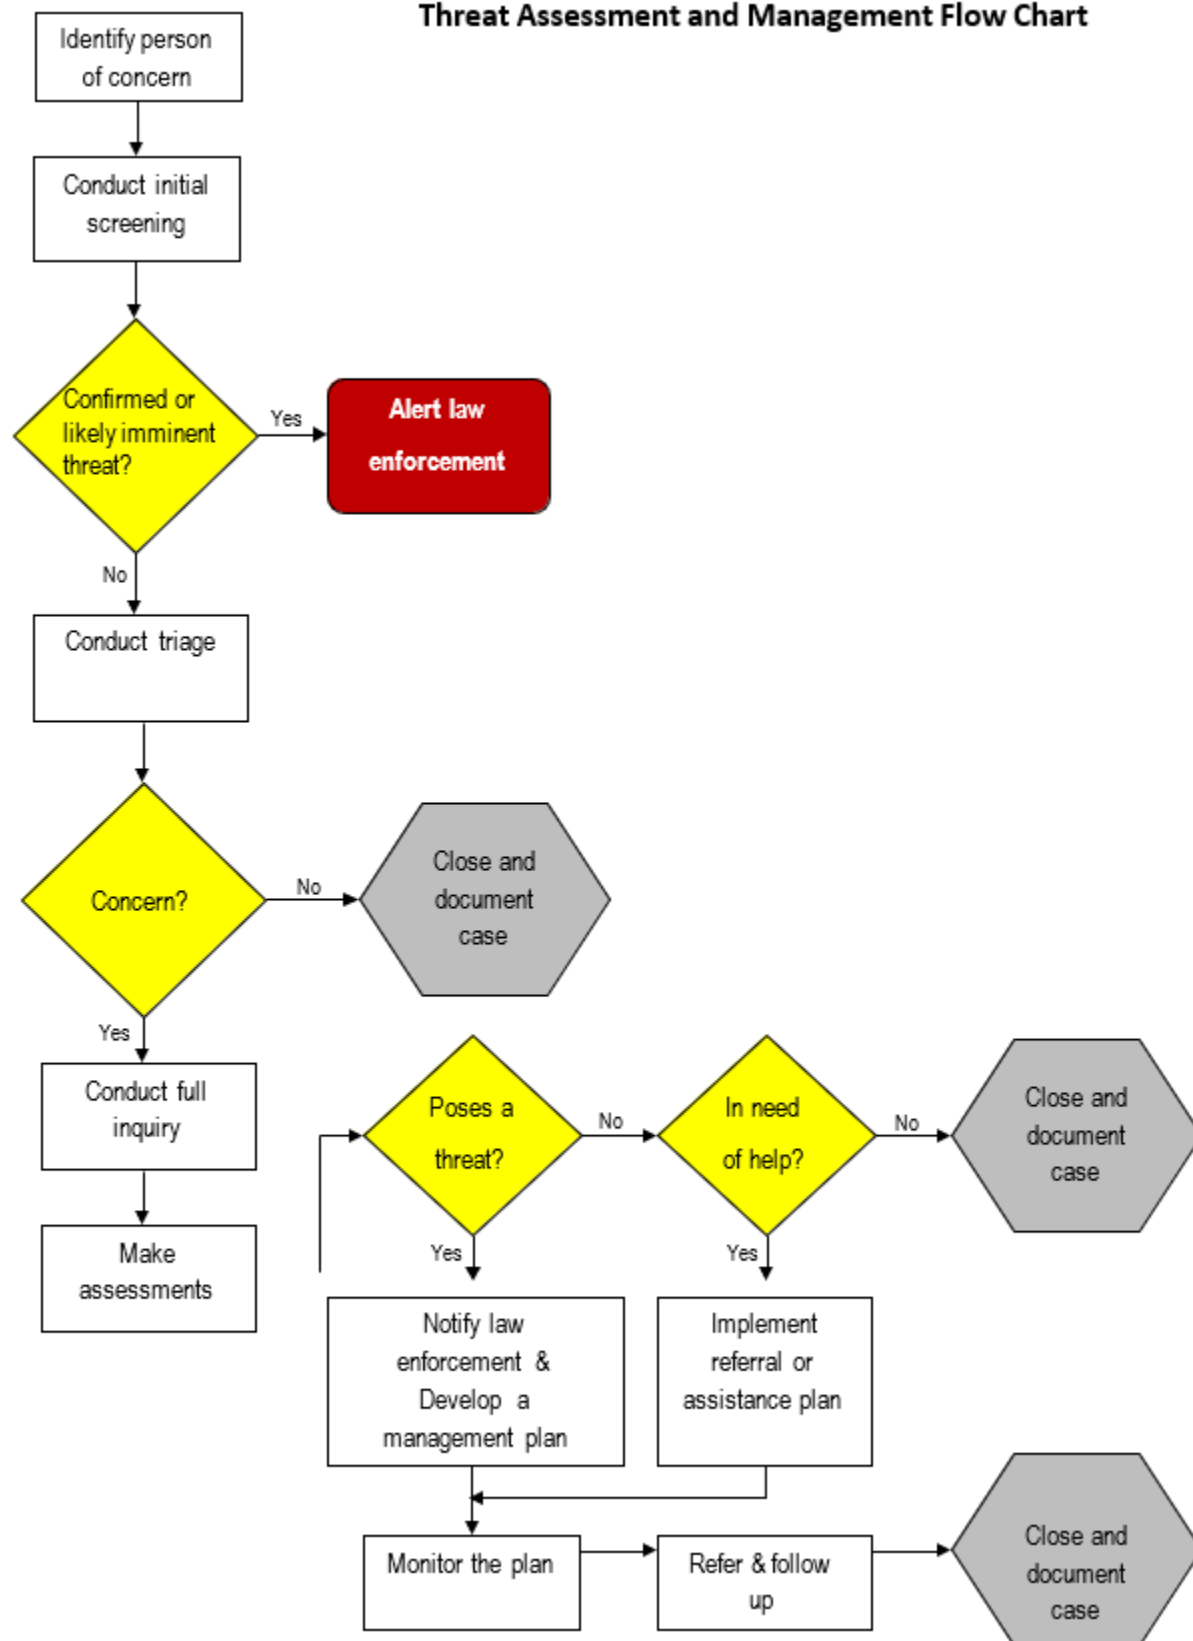 Threat Assessment and Management Flow Chart
Identify person
of concern
Conduct initial
screening
Confirmed or
likely imminent
threat?
Yes
Alert law
enforcement
No
Conduct triage
Concern?
No
Close and
document
case
Yes
Conduct full
inquiry
Make
assessments
Poses a
threat?
No
In need
of help?
No
Close and
document
case
Yes
Yes
Notify law
enforcement &
Develop a
management plan
Implement
referral or
assistance plan
Monitor the plan
Refer & follow
up
Close and
document
case